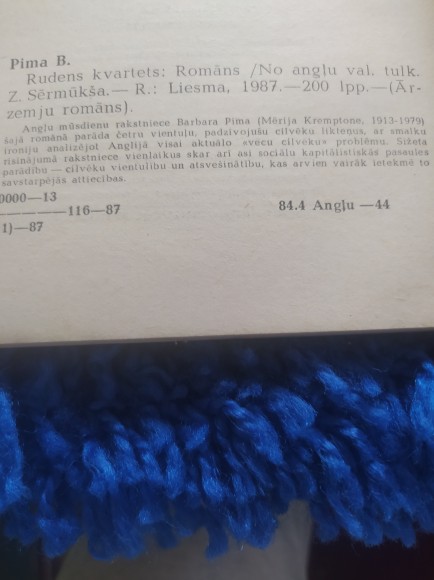 Pima B.
Rudens kvartets: Romāns /No angļu val. tulk.
Z. Sērmūkša.— R.: Liesma, 1987.—200 lpp.—(Ār-
zemju romāns).
Angļu mūsdienu rakstniece Barbara Pima (Mērija Kremptone, 1913-1979)
šajā romānā parāda četru vientuļu, padzīvojušu cilvēku likteņus, ar smalku
ironiju analizējot Anglijā visai aktuālo «vecu cilvēku» problēmu. Sižeta
risinājumā rakstniece vienlaikus skar arī asi sociālu kapitālistiskās pasaules
parādību — cilvēku vientulību un atsvešinātību, kas arvien vairāk ietekmē to
savstarpējās attiecības.
0000—13
—116—87
84.4 Angļu —44
1)—87